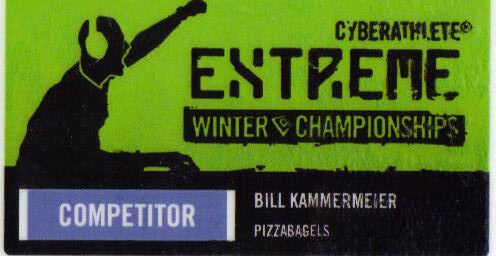 CYBERATHLETE®
EXTREME
WINTER CHAMPIONSHIPS
COMPETITOR
BILL KAMMERMEIER
PIZZABAGELS